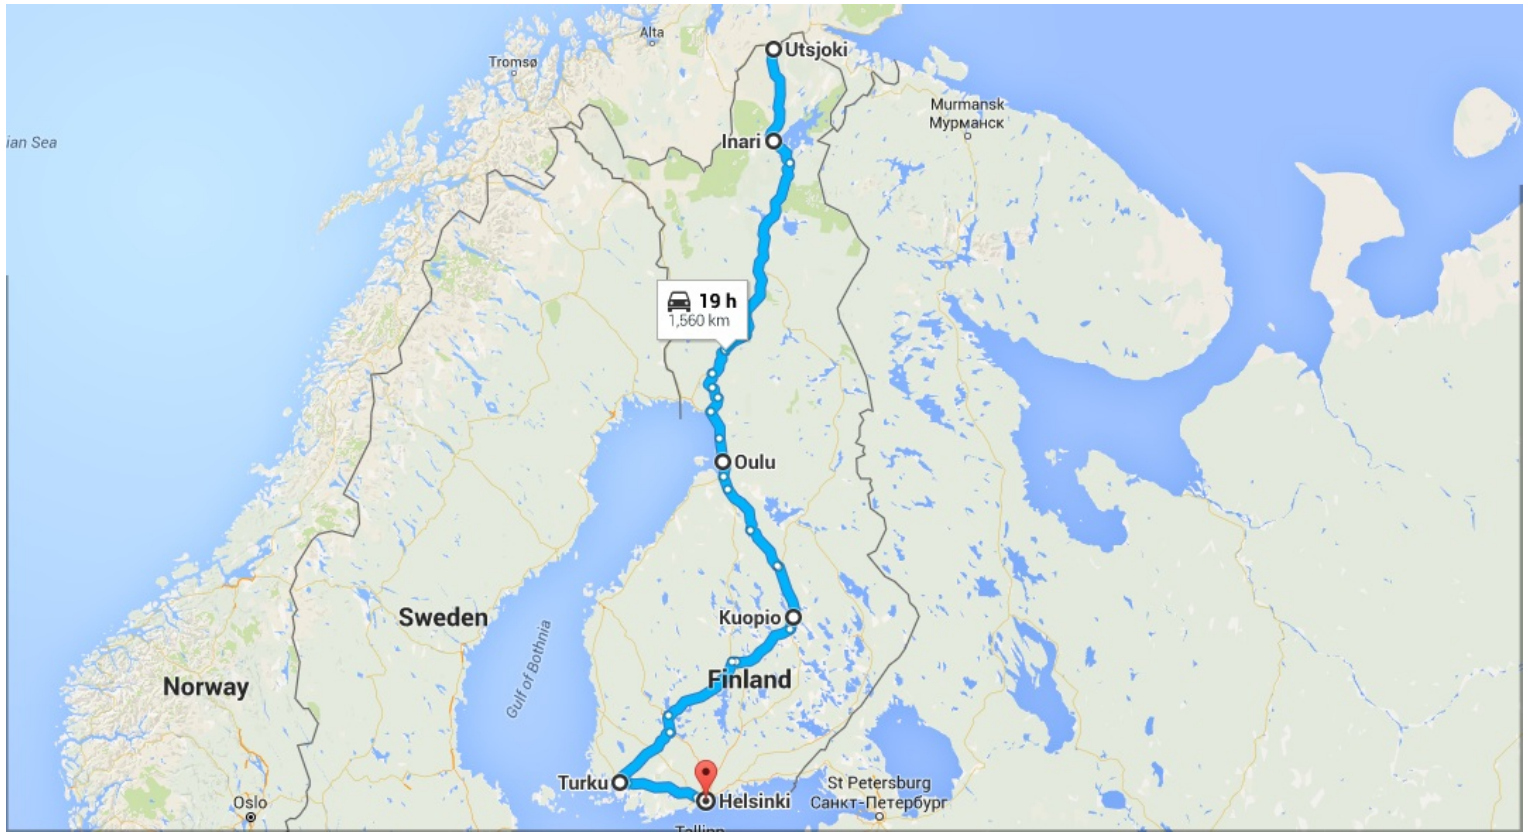 Alta
Utsjoki
Tromsø
Murmansk
Мурманск
Inari
ian Sea
19 h
1,560 km
Oulu
Sweden
Kuopio
Gulf of Bothnia
Finland
Norway
Turku
Helsinki
St Petersburg
Санкт-Петербург
Oslo
Tallinn